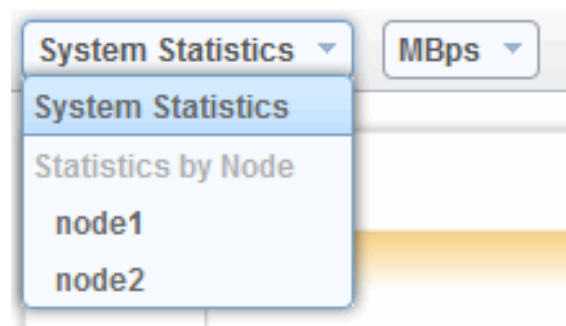 System Statistics MBps
System Statistics
Statistics by Node
node1
node2